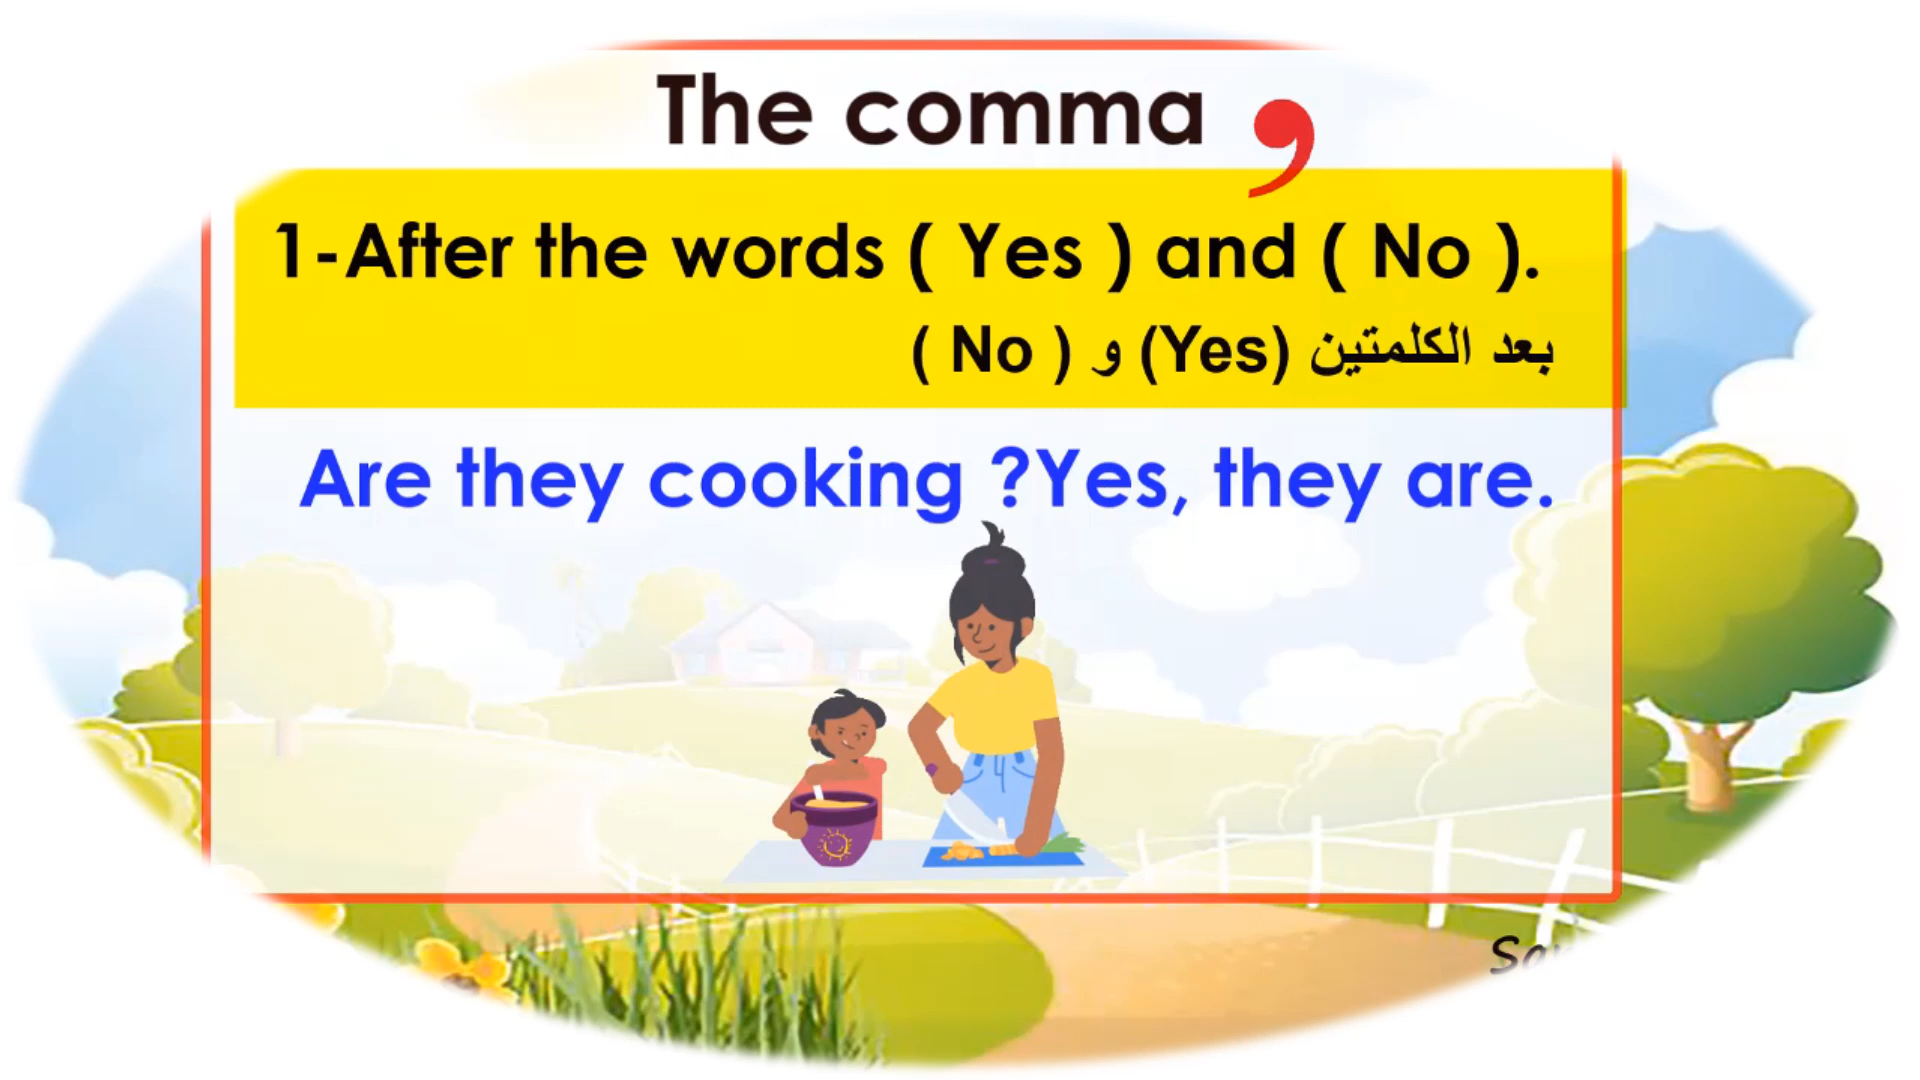 The comma ,
1-After the words ( Yes ) and ( No ).
بعد الكلمتين (Yes) و ( No )
Are they cooking ?Yes, they are.